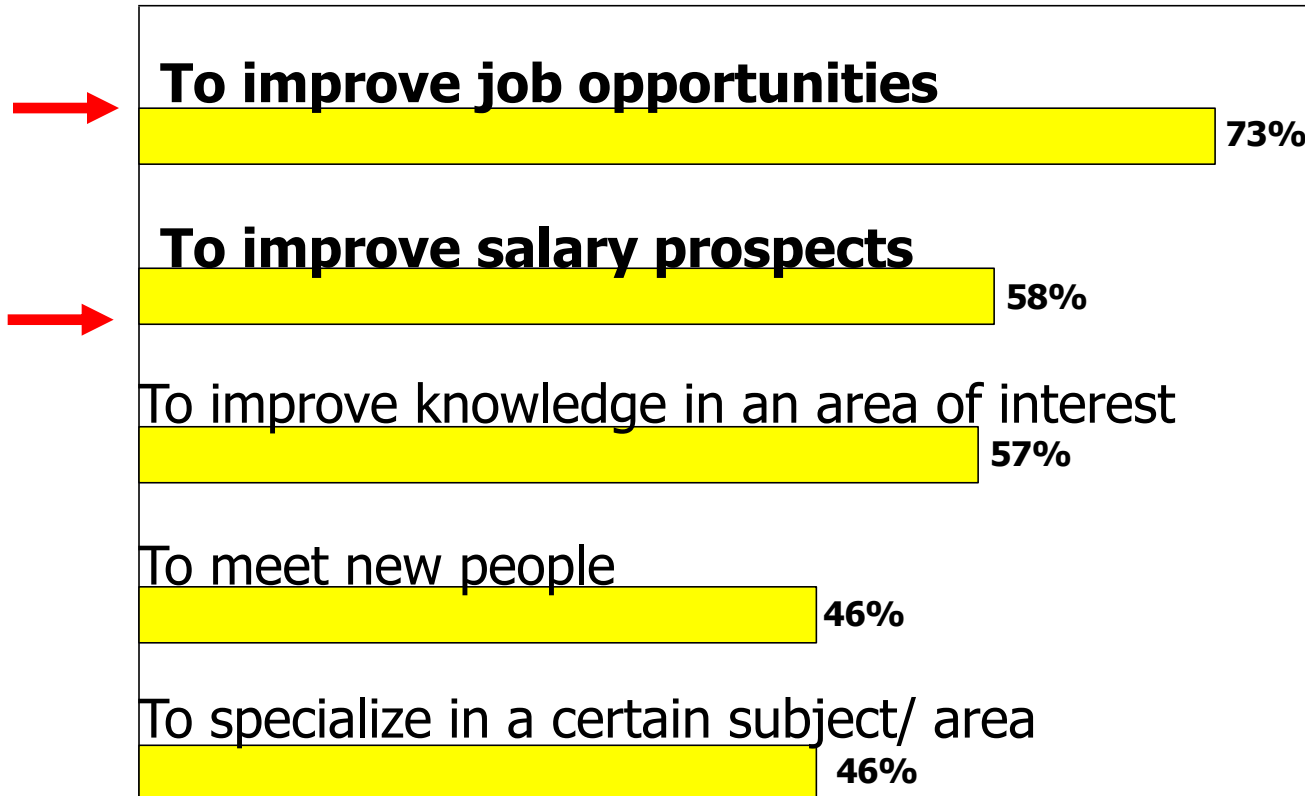 To improve job opportunities
73%
To improve salary prospects
58%
To improve knowledge in an area of interest
57%
To meet new people
46%
To specialize in a certain subject/ area
46%